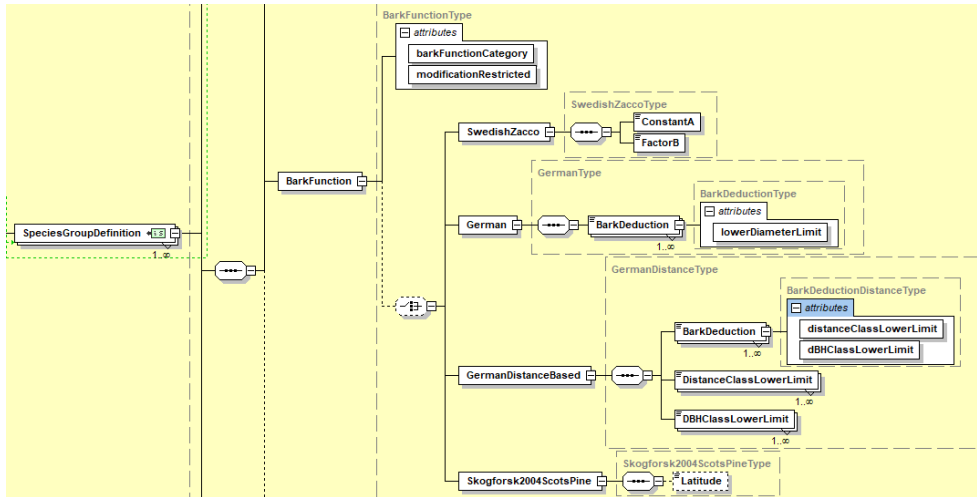 BarkFunctionType
attributes
barkFunctionCategory
modificationRestricted
SwedishZaccoType
SwedishZacco
ConstantA
FactorB
GermanType
BarkDeductionType
attributes
BarkFunction
German
BarkDeduction
lowerDiameterLimit
1..∞
SpeciesGroupDefinition
1..∞
GermanDistanceType
BarkDeductionDistanceType
attributes
BarkDeduction
distanceClassLowerLimit
dBHClassLowerLimit
1..∞
GermanDistanceBased
DistanceClassLowerLimit
1..∞
DBHClassLowerLimit
1..∞
Skogforsk2004ScotsPineType
Skogforsk2004ScotsPine
Latitude